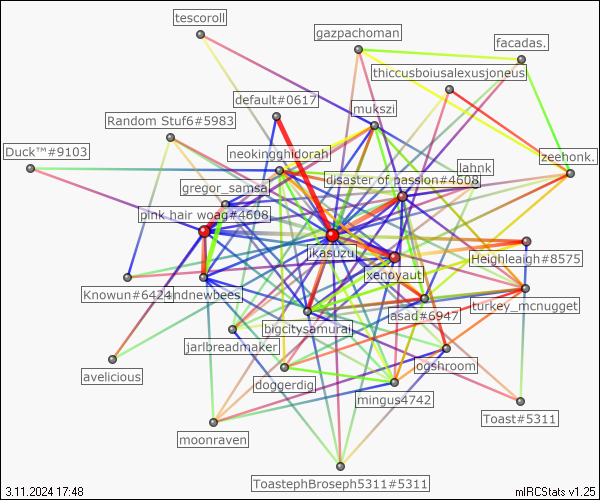 tescoroll
gazpachoman
facadas.
thiccusboiusalexusjoneus
default#0617
mukszi
Random Stuf6#5983
Duck™#9103
neokingghidorah
zeehonk.
lahnk
disaster of passion#4608
gregor_samsa
pink hair woag#4608
jkasuzu
Heighleaigh#8575
xenoyaut
Knowun#6424
indnewbees
turkey_mcnugget
asad#6947
bigcitysamurai
jarlbreadmaker
ogshroom
avelicious
doggerdig
mingus4742
Toast#5311
moonraven
ToastephBroseph5311#5311
3.11.2024 17:48
mIRCStats v1.25